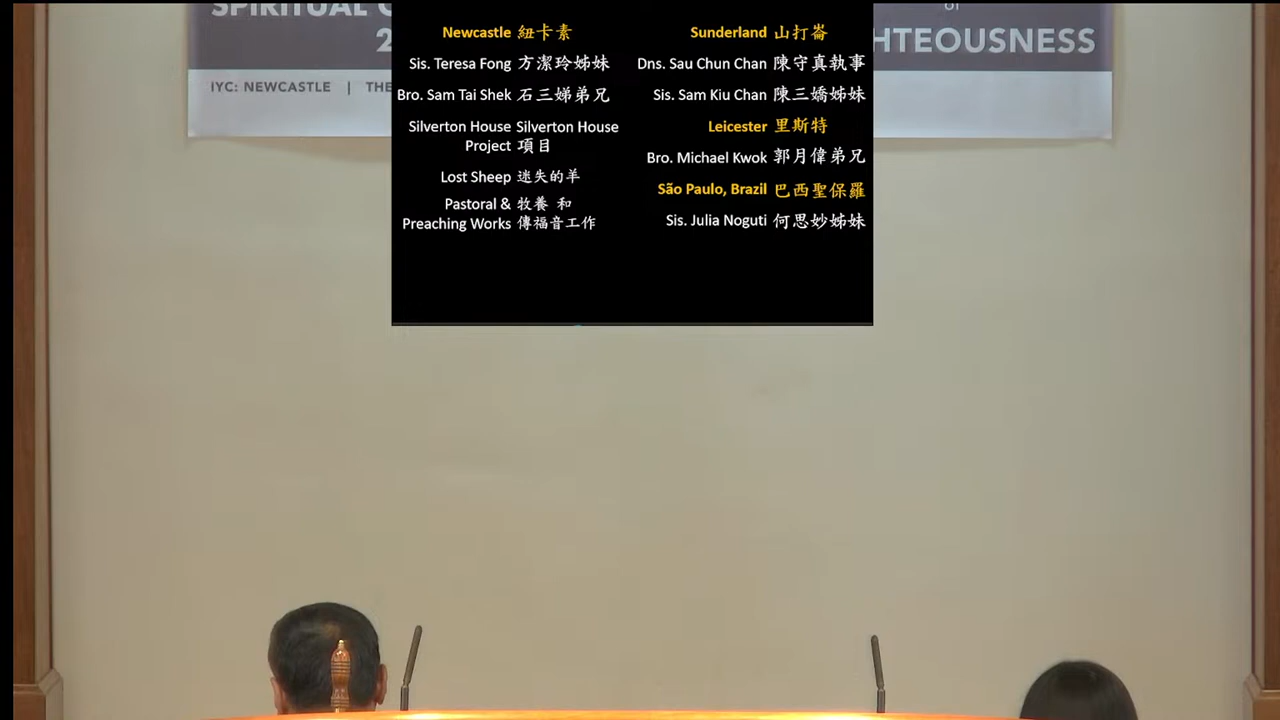 SPIRITUAL
2
OF
HTEOUSNESS
IYC: NEWCASTLE | THE
Newcastle 紐卡素
Sis. Teresa Fong 方潔玲姊妹
Bro. Sam Tai Shek 石三娣弟兄
Silverton House Silverton House
Project 項目
Lost Sheep 迷失的羊
Pastoral & 牧養 和
Preaching Works 傳福音工作
Sunderland 山打崙
Dns. Sau Chun Chan 陳守真執事
Sis. Sam Kiu Chan 陳三嬌姊妹
Leicester 里斯特
Bro. Michael Kwok 郭月偉弟兄
São Paulo, Brazil 巴西聖保羅
Sis. Julia Noguti 何思妙姊妹